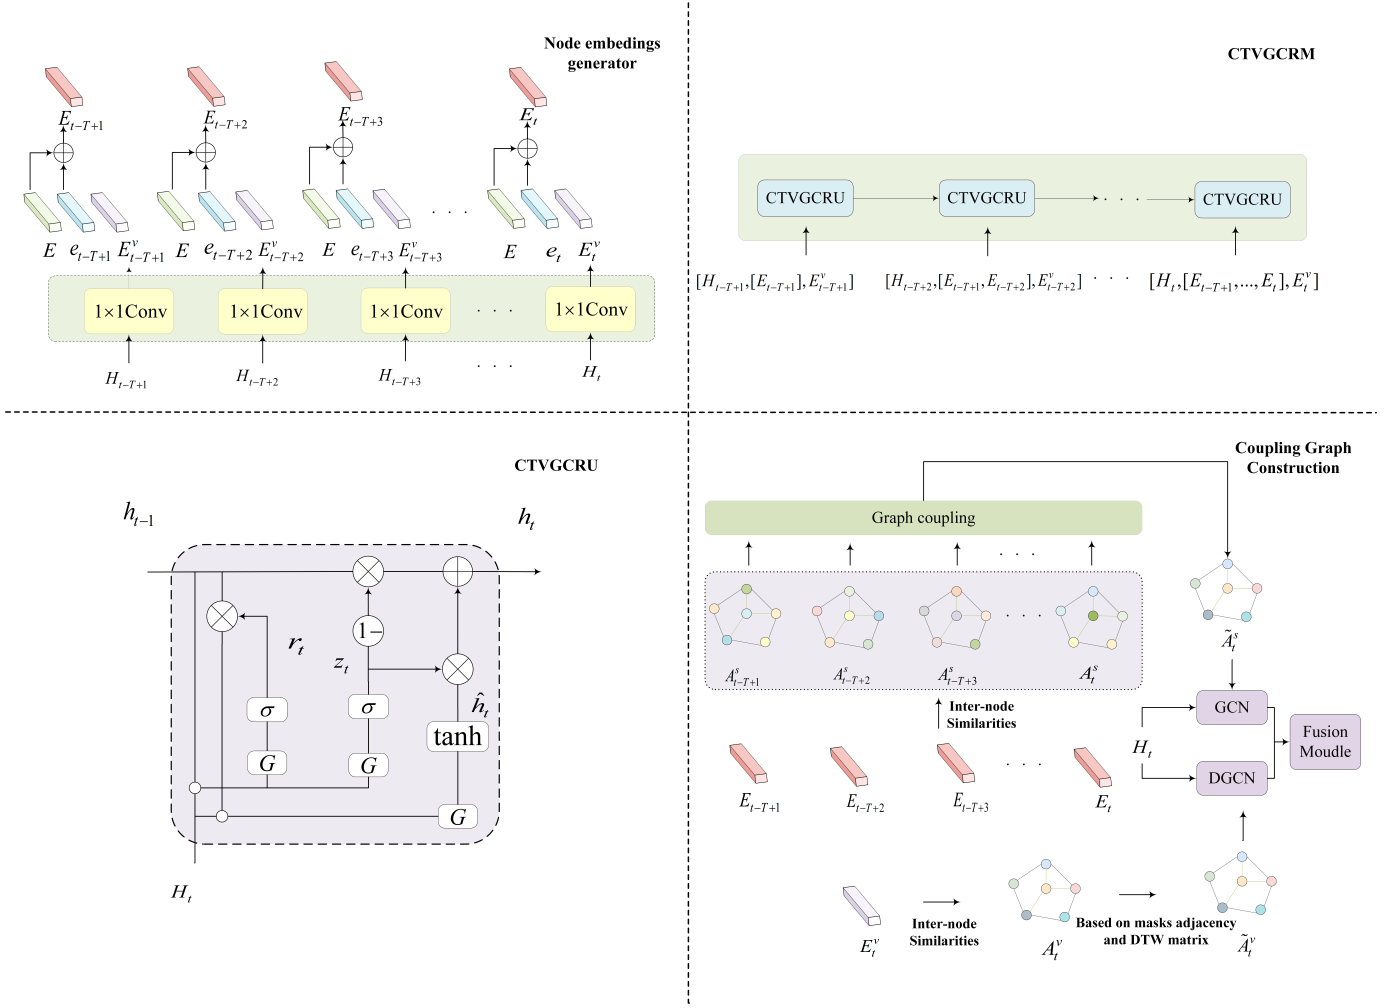 Node embedings
generator
E_{t-T+1}
E_{t-T+2}
E_{t-T+3}
E_t
E e_{t-T+1} E^v_{t-T+1} E e_{t-T+2} E^v_{t-T+2} E e_{t-T+3} E^v_{t-T+3} E e_t E^v_t
. . .
1×1Conv 1×1Conv 1×1Conv . . . 1×1Conv
H_{t-T+1} H_{t-T+2} H_{t-T+3} . . . H_t
CTVGCRM
CTVGCRU CTVGCRU . . . CTVGCRU
[H_{t-T+1},[E_{t-T+1}],E^v_{t-T+1}] [H_{t-T+2},[E_{t-T+1},E_{t-T+2}],E^v_{t-T+2}] . . . [H_t,[E_{t-T+1},...,E_t],E^v_t]
CTVGCRU
h_{t-1}
h_t
1-
r_t
z_t
ĥ_t
σ
σ
tanh
G
G
G
H_t
Coupling Graph
Construction
Graph coupling
. . .
. . .
A^s_{t-T+1} A^s_{t-T+2} A^s_{t-T+3} A^s_t
Ã^s_t
Inter-node
Similarities
GCN
H_t
Fusion
Moudle
DGCN
. . .
E_{t-T+1} E_{t-T+2} E_{t-T+3} E_t
E^v_t
Inter-node
Similarities
A^v_t
Based on masks adjacency
and DTW matrix
Ã^v_t